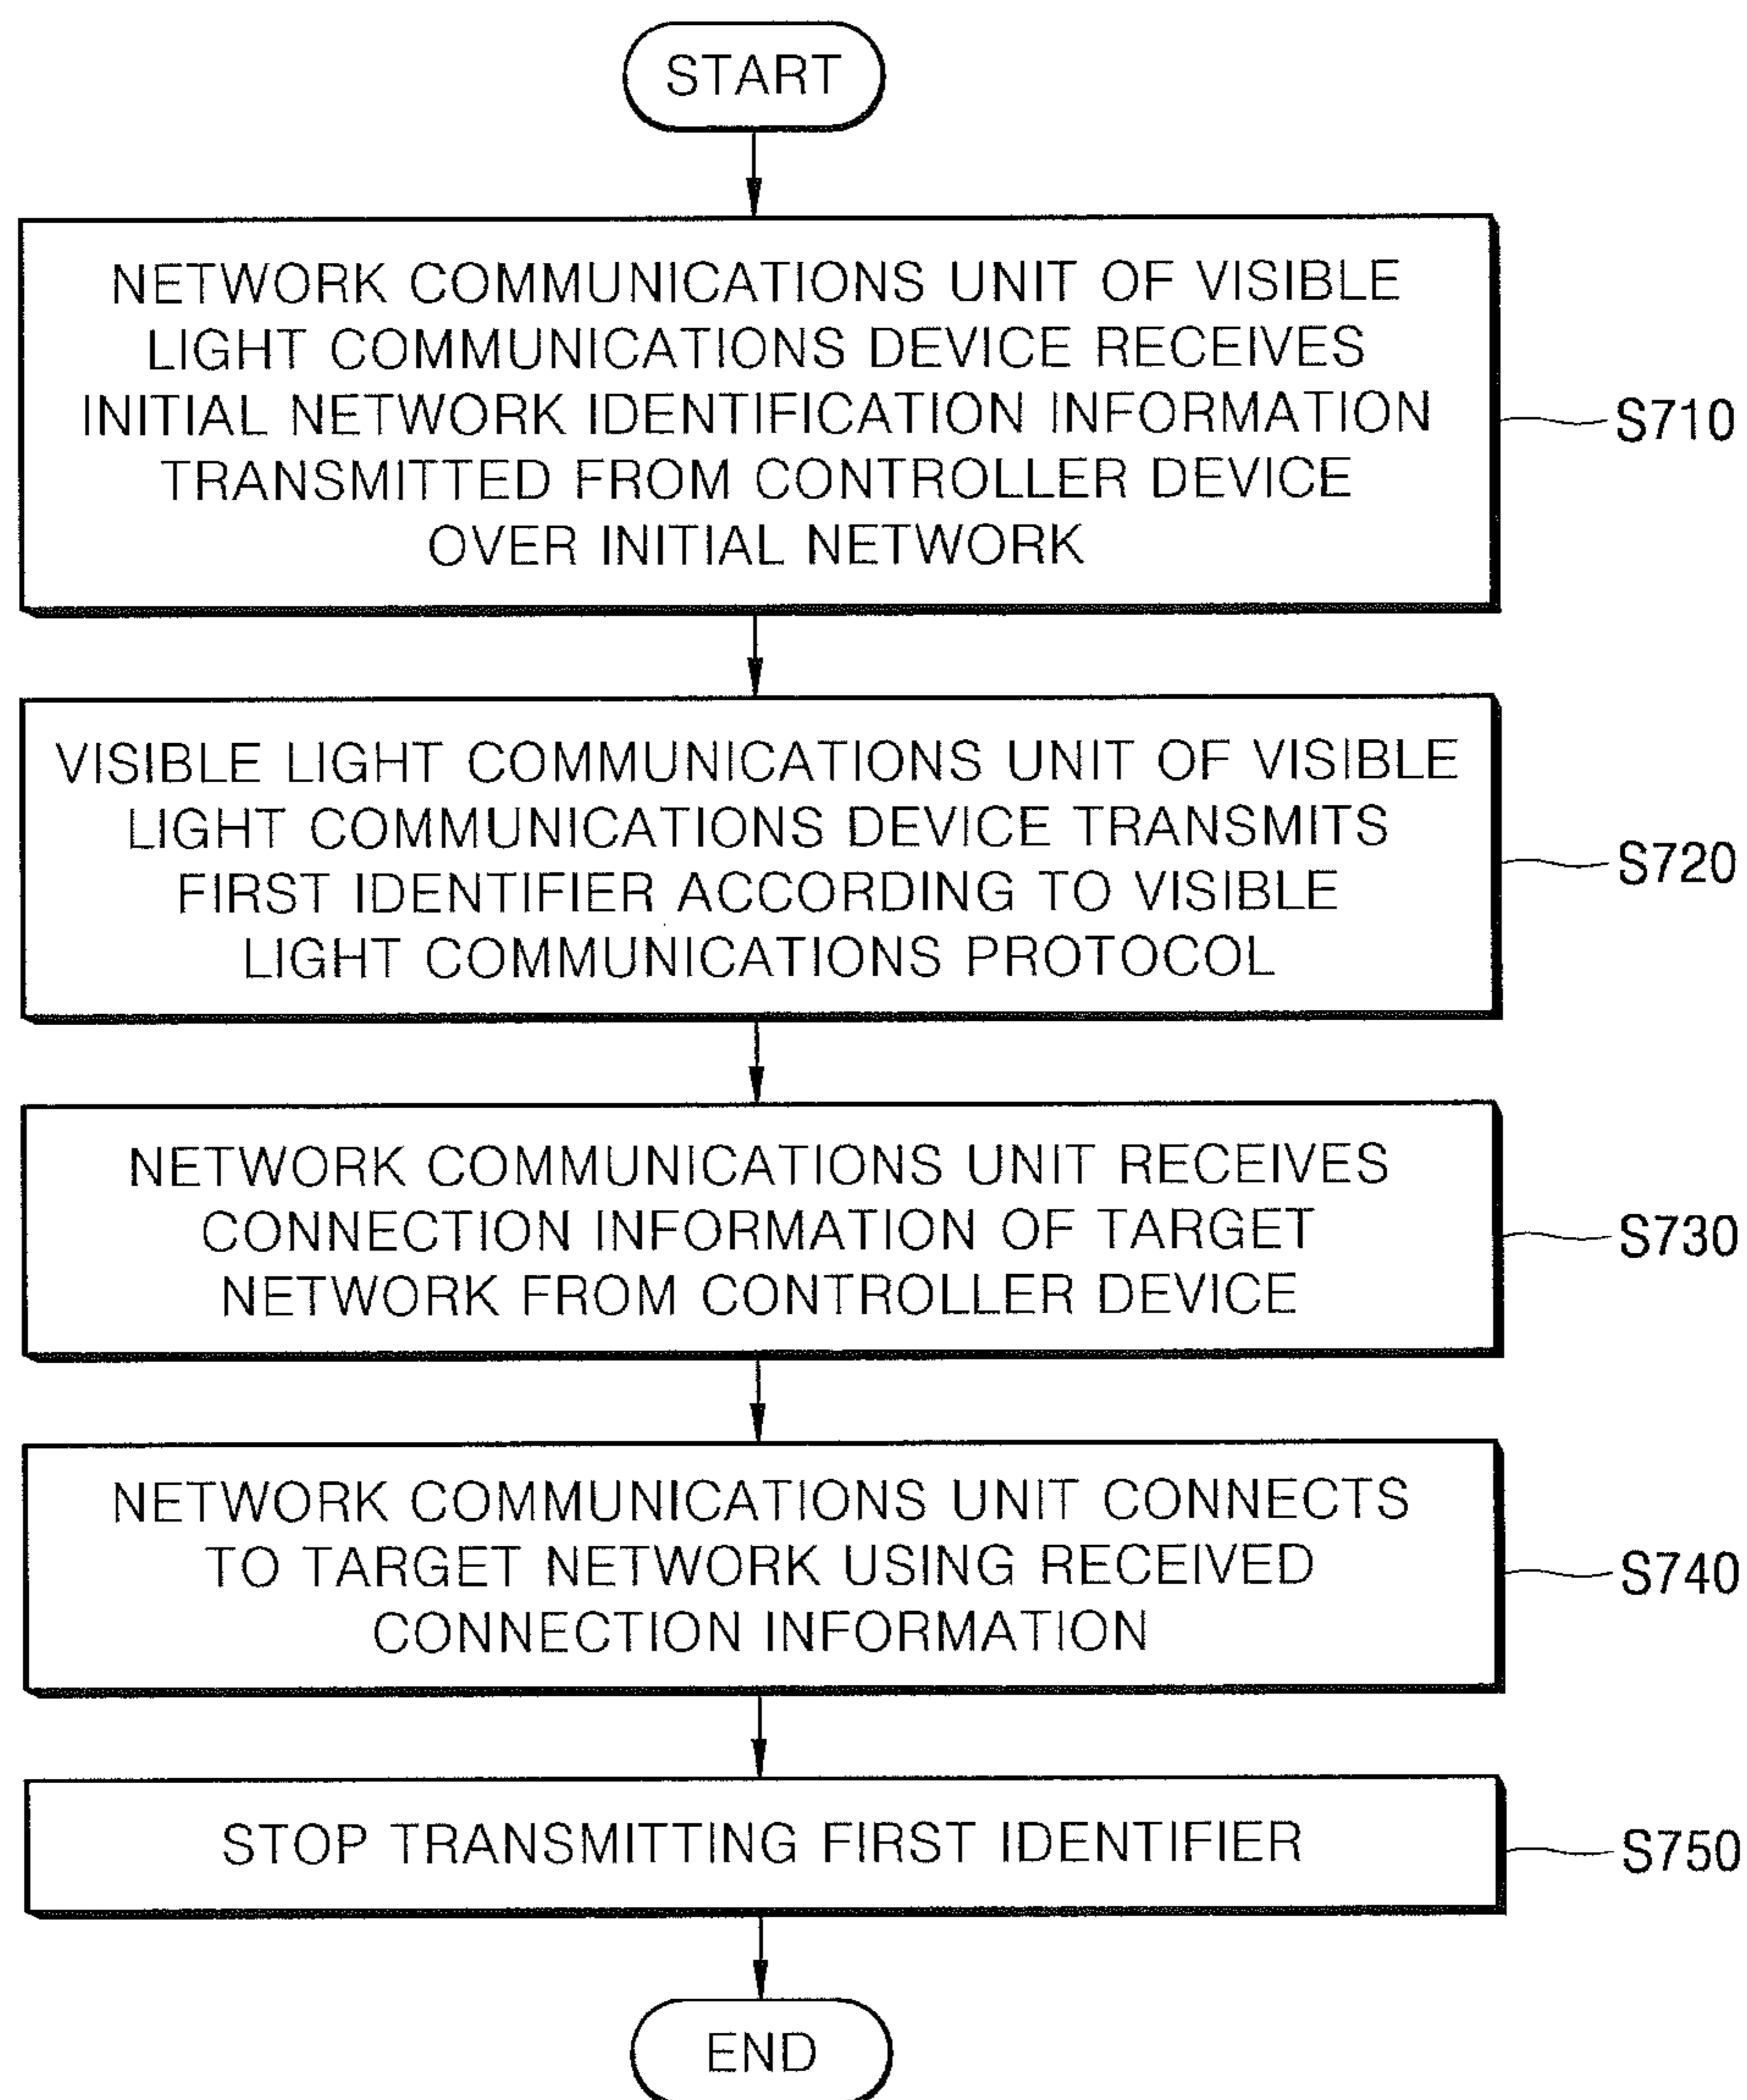 START
NETWORK COMMUNICATIONS UNIT OF VISIBLE
LIGHT COMMUNICATIONS DEVICE RECEIVES
INITIAL NETWORK IDENTIFICATION INFORMATION
TRANSMITTED FROM CONTROLLER DEVICE
OVER INITIAL NETWORK
S710
VISIBLE LIGHT COMMUNICATIONS UNIT OF VISIBLE
LIGHT COMMUNICATIONS DEVICE TRANSMITS
FIRST IDENTIFIER ACCORDING TO VISIBLE
LIGHT COMMUNICATIONS PROTOCOL
S720
NETWORK COMMUNICATIONS UNIT RECEIVES
CONNECTION INFORMATION OF TARGET
NETWORK FROM CONTROLLER DEVICE
S730
NETWORK COMMUNICATIONS UNIT CONNECTS
TO TARGET NETWORK USING RECEIVED
CONNECTION INFORMATION
S740
STOP TRANSMITTING FIRST IDENTIFIER
S750
END